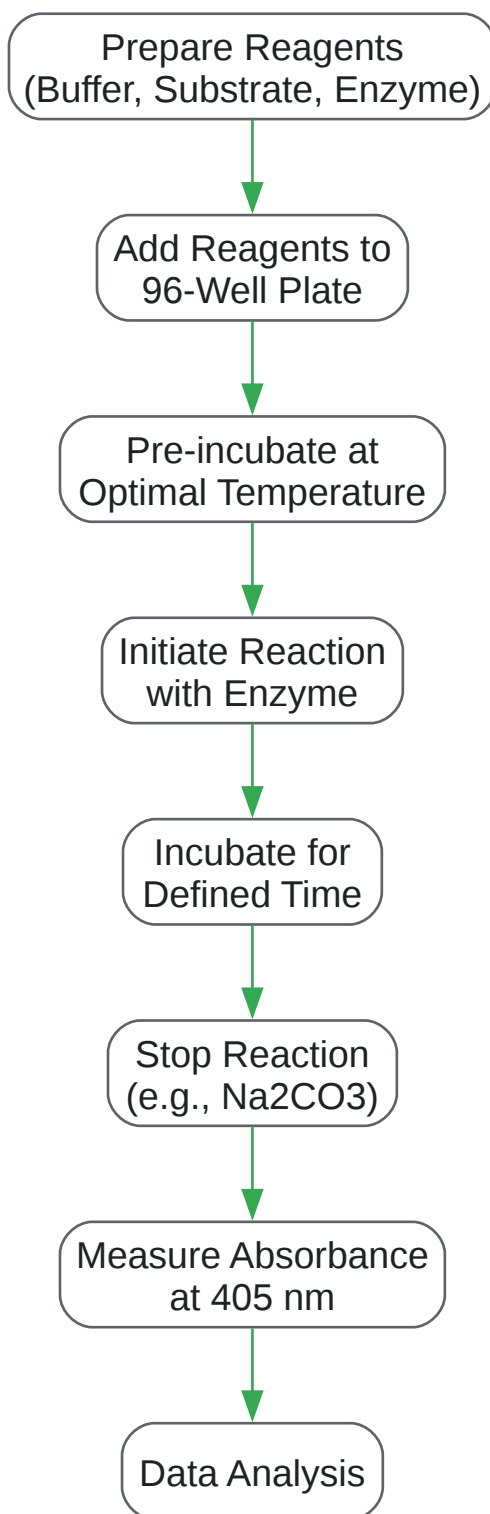 Prepare Reagents
(Buffer, Substrate, Enzyme)
Add Reagents to
96-Well Plate
Pre-incubate at
Optimal Temperature
Initiate Reaction
with Enzyme
Incubate for
Defined Time
Stop Reaction
(e.g., Na2CO3)
Measure Absorbance
at 405 nm
Data Analysis